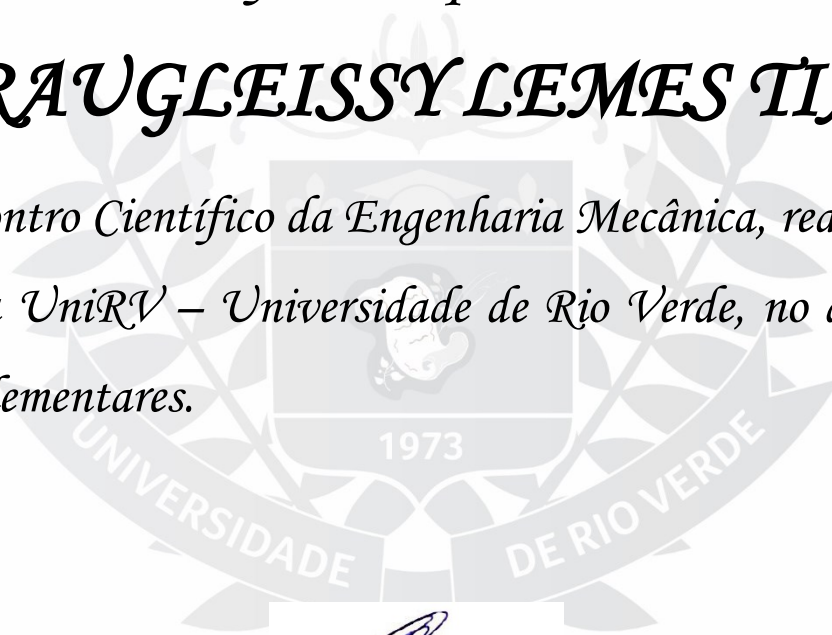 RAUGLEISSY LEMES
ontro Científico da Engenharia Mecânica, rea
UniRV – Universidade de Rio Verde, no
lementares.
1973
UNIVERSIDADE DE RIO VERDE